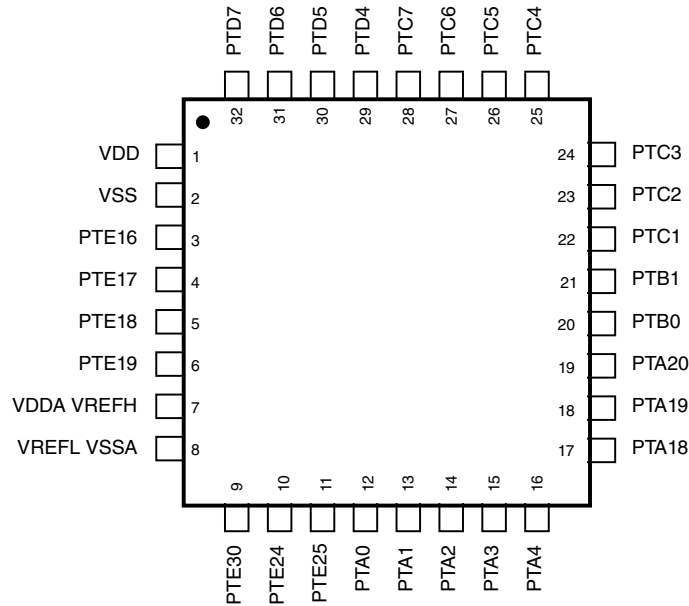 PTD7
PTD6
PTD5
PTD4
PTC7
PTC6
PTC5
PTC4
32
31
30
29
28
27
26
25
VDD 1
VSS 2
PTE16 3
PTE17 4
PTE18 5
PTE19 6
VDDA VREFH 7
VREFL VSSA 8
24 PTC3
23 PTC2
22 PTC1
21 PTB1
20 PTB0
19 PTA20
18 PTA19
17 PTA18
9
10
11
12
13
14
15
16
PTE30
PTE24
PTE25
PTA0
PTA1
PTA2
PTA3
PTA4